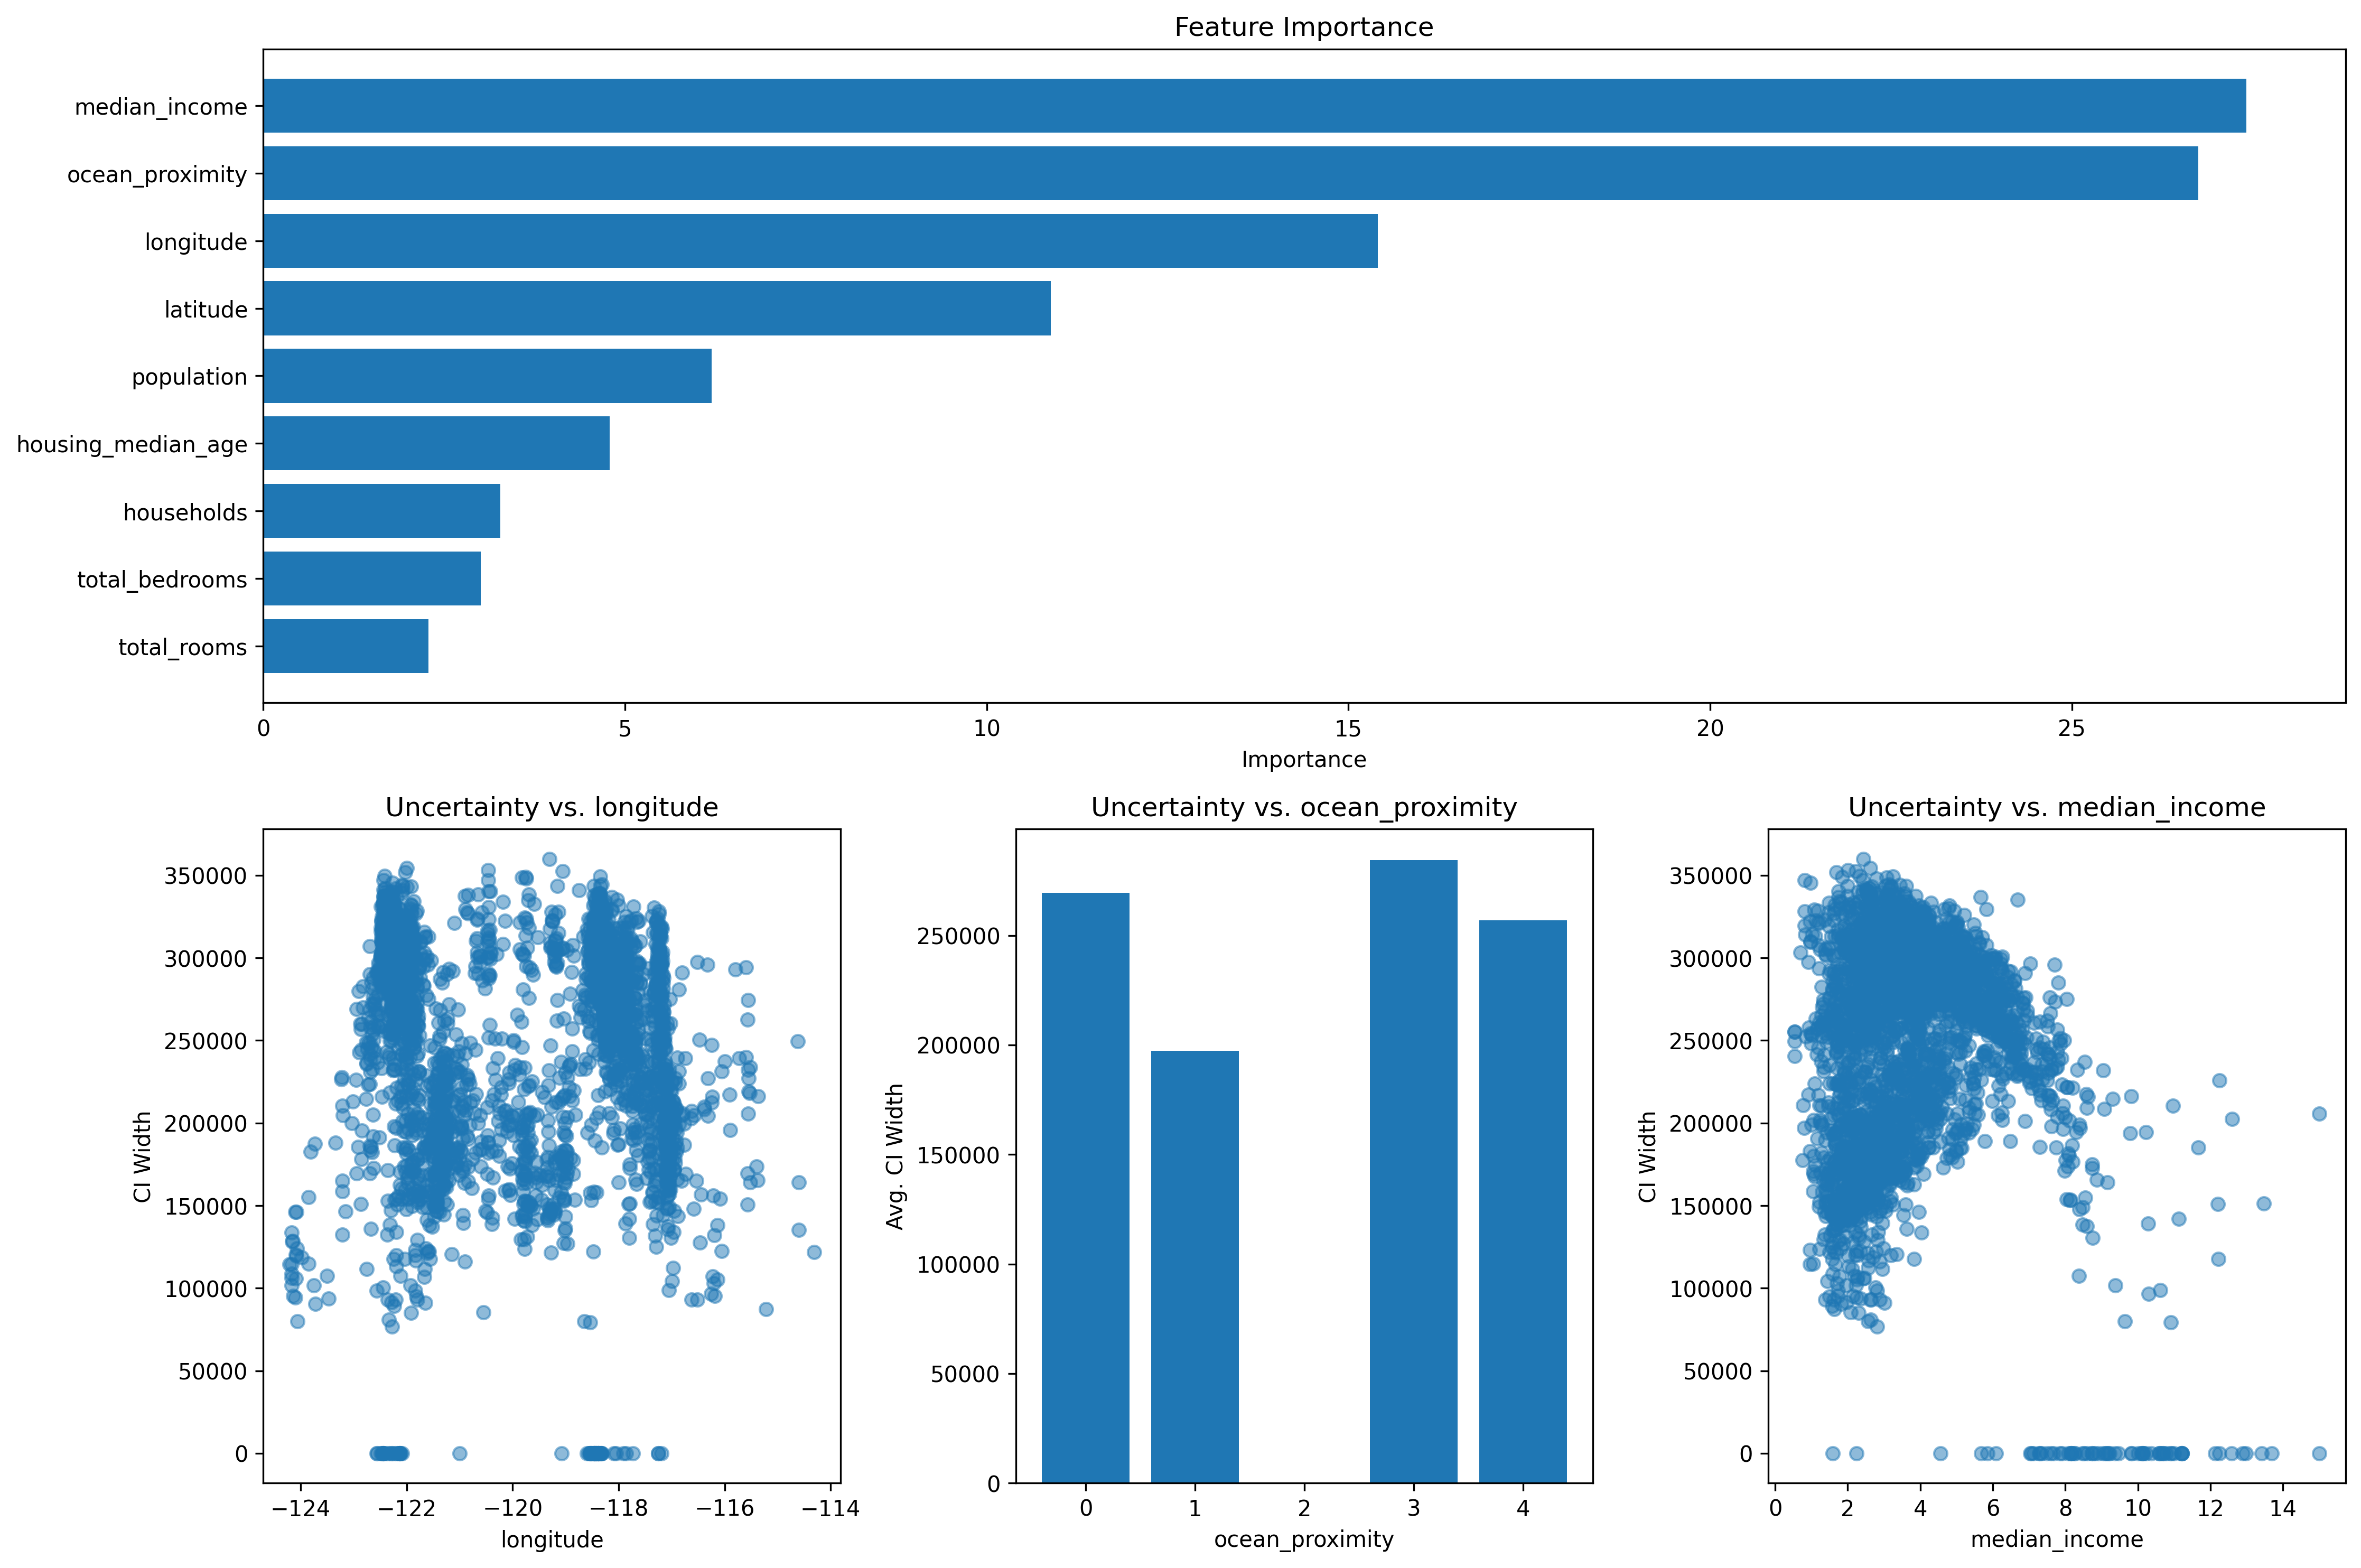 Feature Importance
median_income
ocean_proximity
longitude
latitude
population
housing_median_age
households
total_bedrooms
total_rooms
0 5 10 15 20 25
Importance
Uncertainty vs. longitude
CI Width
350000
300000
250000
200000
150000
100000
50000
0
−124 −122 −120 −118 −116 −114
longitude
Uncertainty vs. ocean_proximity
Avg. CI Width
250000
200000
150000
100000
50000
0
0 1 2 3 4
ocean_proximity
Uncertainty vs. median_income
CI Width
350000
300000
250000
200000
150000
100000
50000
0
0 2 4 6 8 10 12 14
median_income